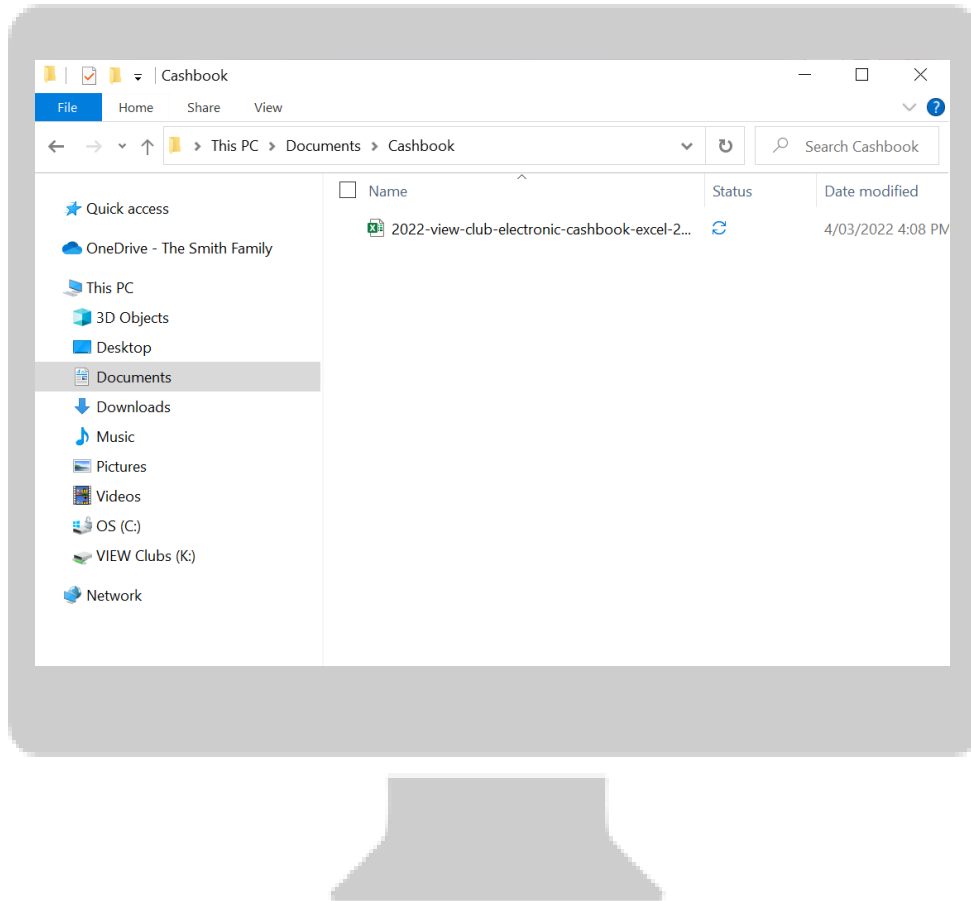 Cashbook
File Home Share View
This PC > Documents > Cashbook Search Cashbook
Name Status Date modified
2022-view-club-electronic-cashbook-excel-2... 4/03/2022 4:08 PM
Quick access
OneDrive - The Smith Family
This PC
3D Objects
Desktop
Documents
Downloads
Music
Pictures
Videos
OS (C:)
VIEW Clubs (K:)
Network